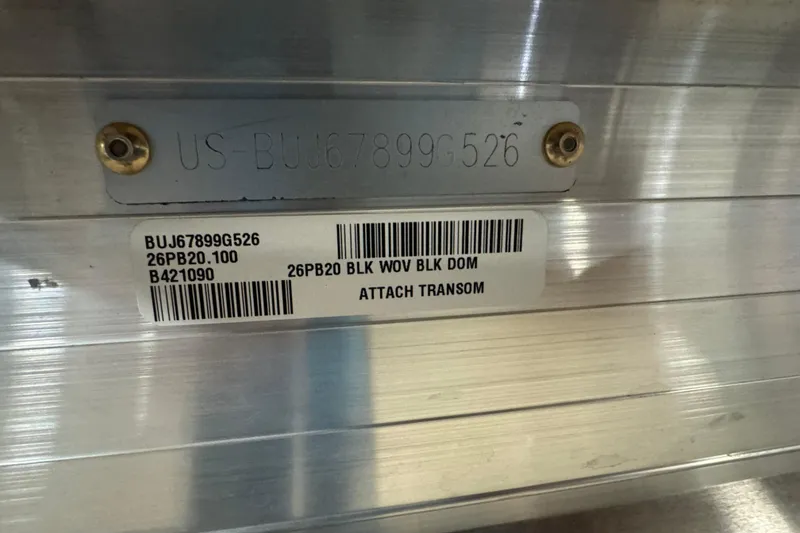 US-BUJ67899G526
BUJ67899G526
26PB20.100
B421090
26PB20 BLK WOV BLK DOM
ATTACH TRANSOM